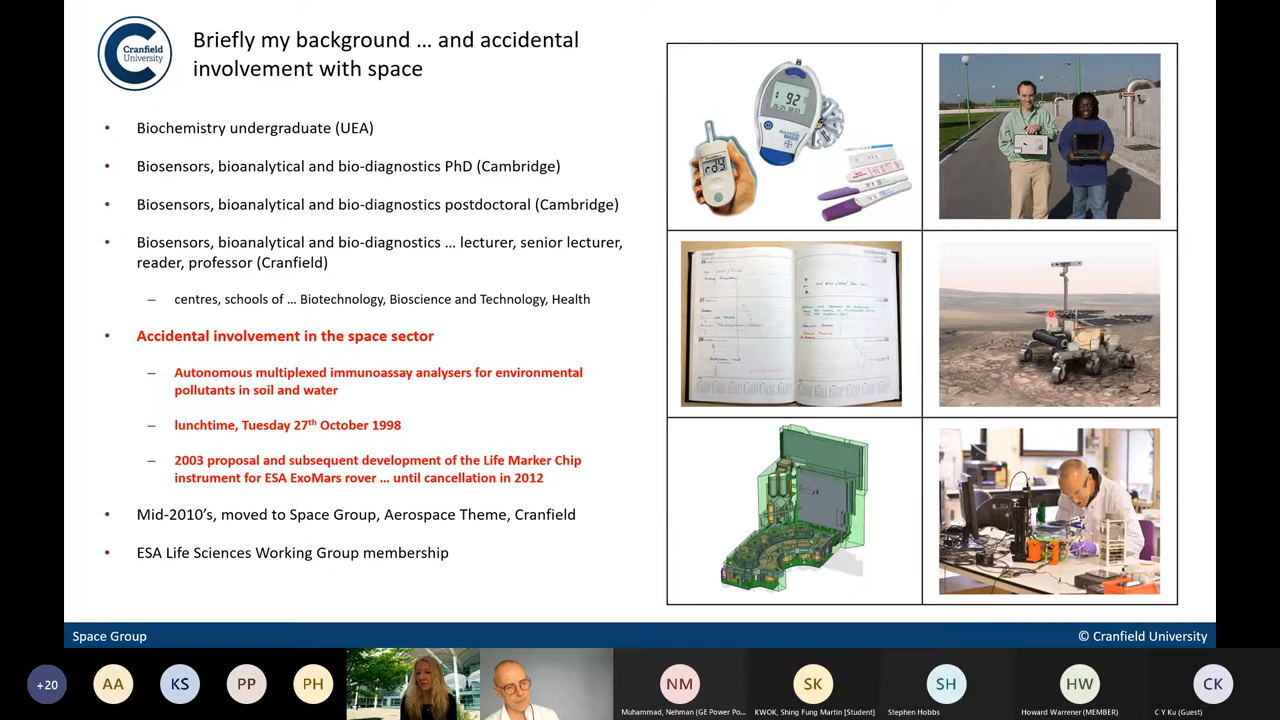 Cranfield
University
Briefly my background … and accidental
involvement with space
• Biochemistry undergraduate (UEA)
• Biosensors, bioanalytical and bio-diagnostics PhD (Cambridge)
• Biosensors, bioanalytical and bio-diagnostics postdoctoral (Cambridge)
• Biosensors, bioanalytical and bio-diagnostics … lecturer, senior lecturer,
reader, professor (Cranfield)
– centres, schools of … Biotechnology, Bioscience and Technology, Health
• Accidental involvement in the space sector
– Autonomous multiplexed immunoassay analysers for environmental
pollutants in soil and water
– lunchtime, Tuesday 27th October 1998
– 2003 proposal and subsequent development of the Life Marker Chip
instrument for ESA ExoMars rover … until cancellation in 2012
• Mid-2010's, moved to Space Group, Aerospace Theme, Cranfield
• ESA Life Sciences Working Group membership
92
Space Group
© Cranfield University
+20
AA
KS
PP
PH
NM
SK
SH
HW
CK
Muhammad, Nehman (GE Power Po...
KWOK, Shing Fung Martin [Student]
Stephen Hobbs
Howard Warrener (MEMBER)
C Y Ku (Guest)